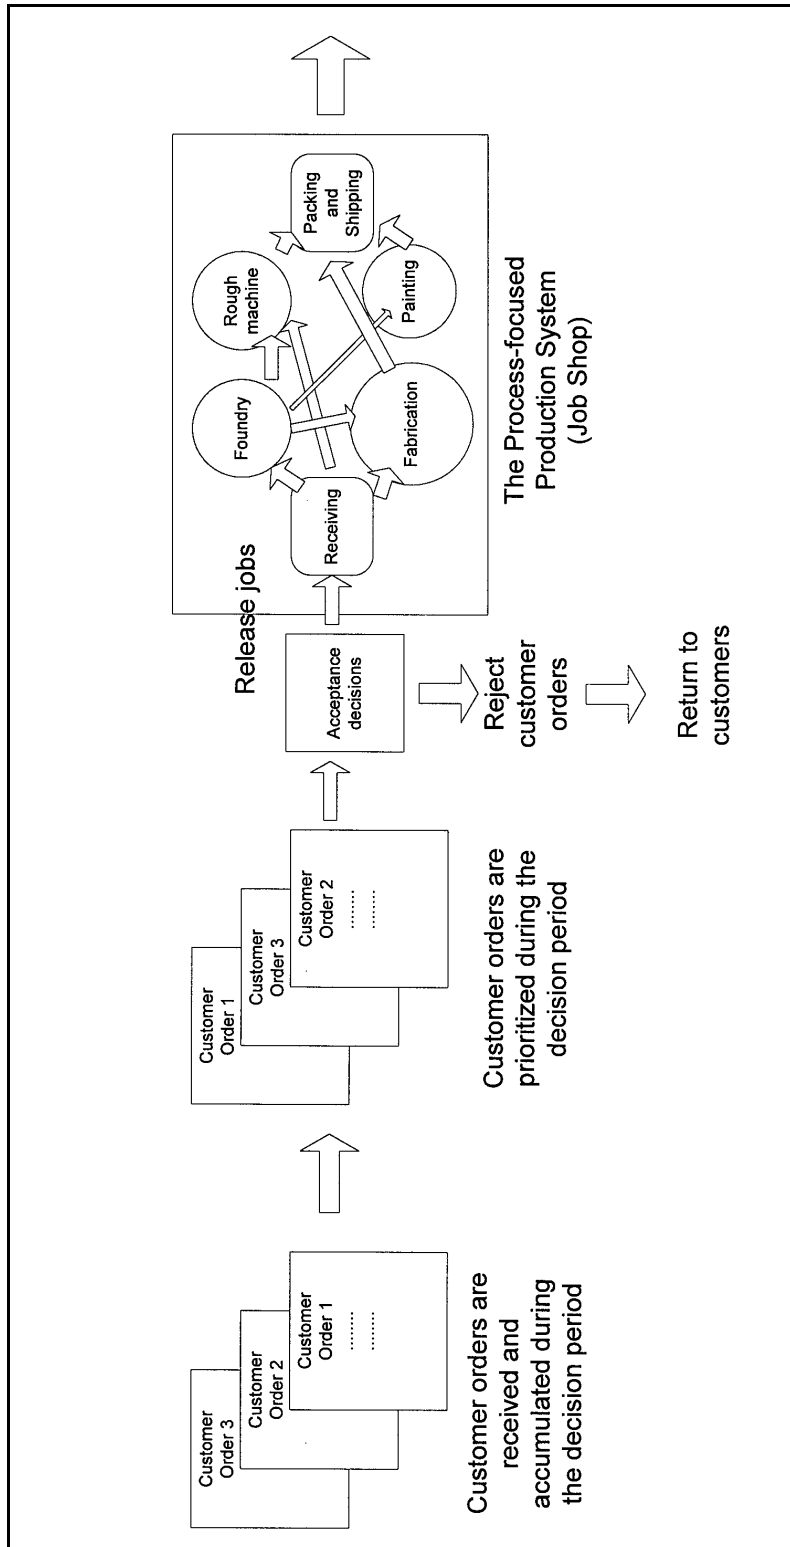 Customer
Order 3
Customer
Order 2
Customer
Order 1
........
........
Customer orders are
received and
accumulated during
the decision period
Customer
Order 1
Customer
Order 3
Customer
Order 2
........
........
Customer orders are
prioritized during the
decision period
Acceptance
decisions
Reject
customer
orders
Return to
customers
Release jobs
Receiving
Foundry
Fabrication
Rough
machine
Painting
Packing
and
Shipping
The Process-focused
Production System
(Job Shop)